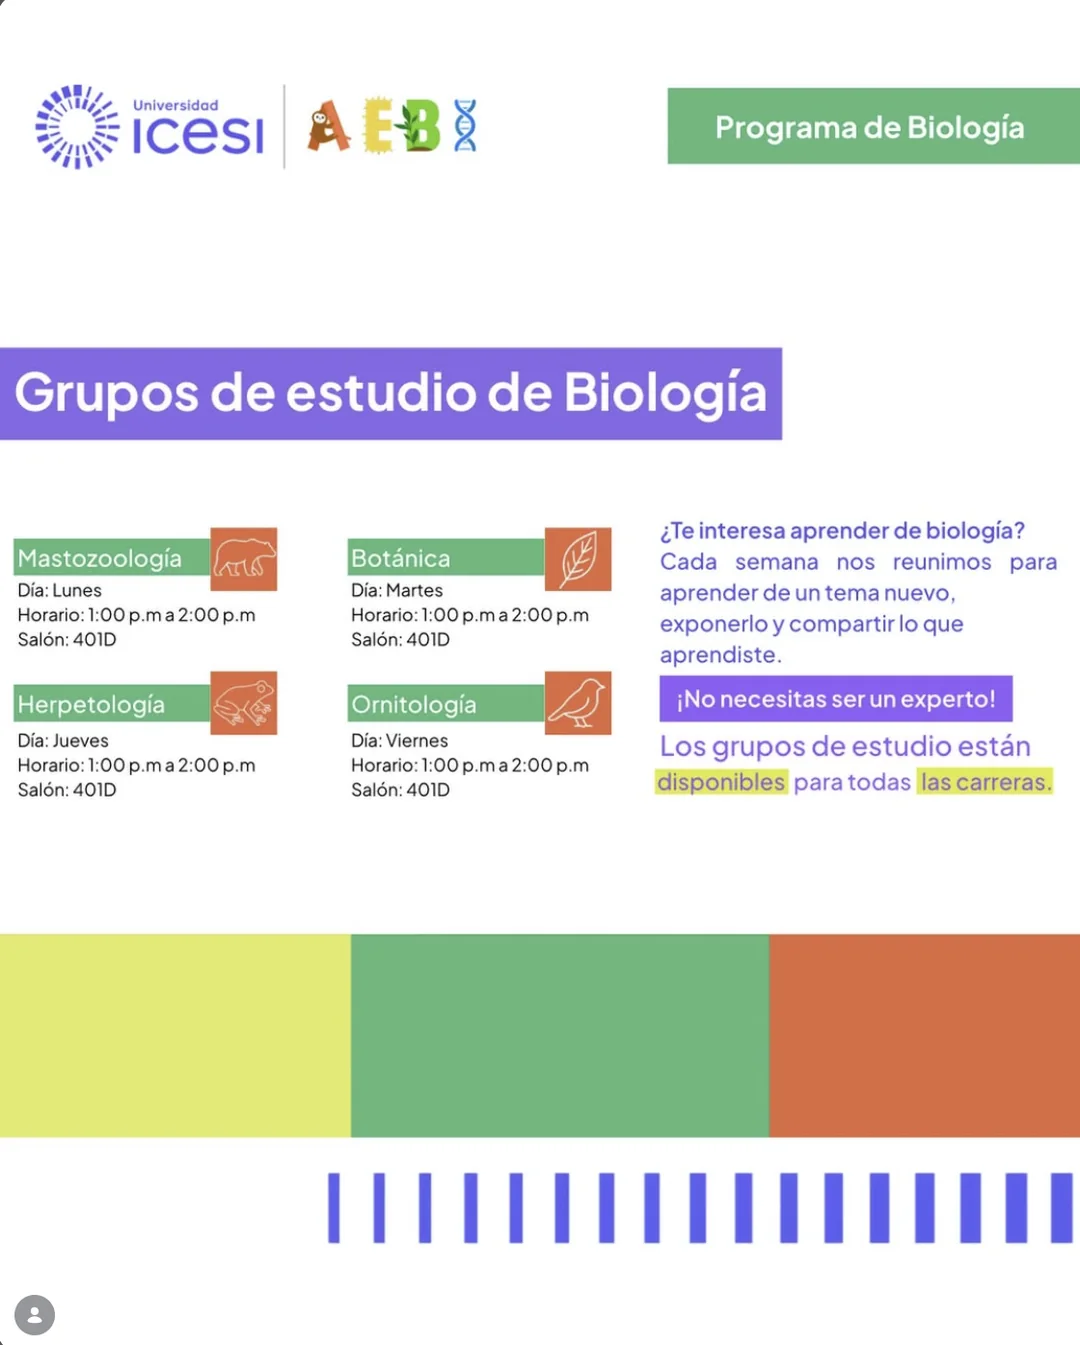 Universidad
ICESI
AEBI
Programa de Biología
Grupos de estudio de Biología
Mastozoología
Día: Lunes
Horario: 1:00 p.m a 2:00 p.m
Salón: 401D
Botánica
Día: Martes
Horario: 1:00 p.m a 2:00 p.m
Salón: 401D
Herpetología
Día: Jueves
Horario: 1:00 p.m a 2:00 p.m
Salón: 401D
Ornitología
Día: Viernes
Horario: 1:00 p.m a 2:00 p.m
Salón: 401D
¿Te interesa aprender de biología?
Cada semana nos reunimos para
aprender de un tema nuevo,
exponerlo y compartir lo que
aprendiste.
¡No necesitas ser un experto!
Los grupos de estudio están
disponibles para todas las carreras.